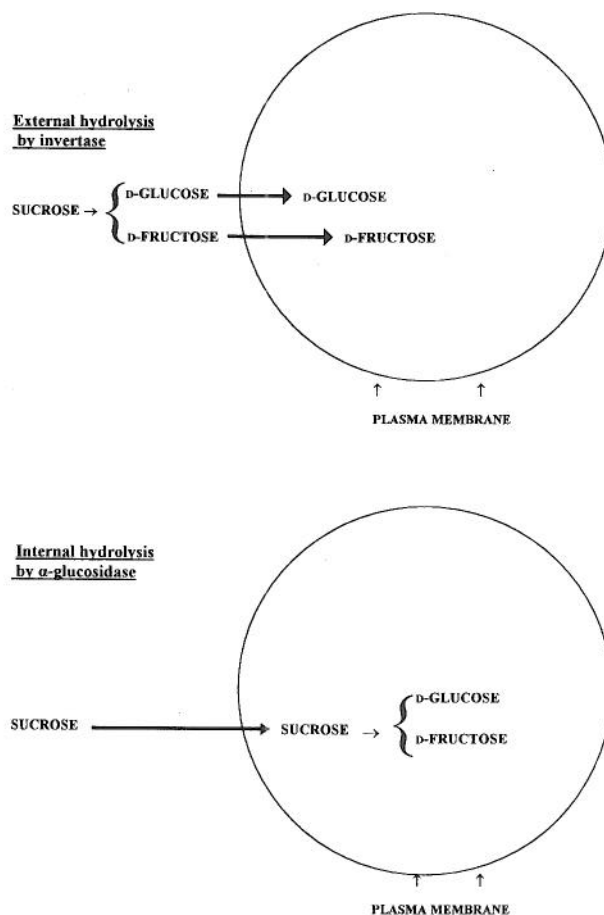 External hydrolysis
by invertase
D-GLUCOSE D-GLUCOSE
SUCROSE →
D-FRUCTOSE D-FRUCTOSE
↑ ↑
PLASMA MEMBRANE
Internal hydrolysis
by α-glucosidase
D-GLUCOSE
SUCROSE SUCROSE →
D-FRUCTOSE
↑ ↑
PLASMA MEMBRANE